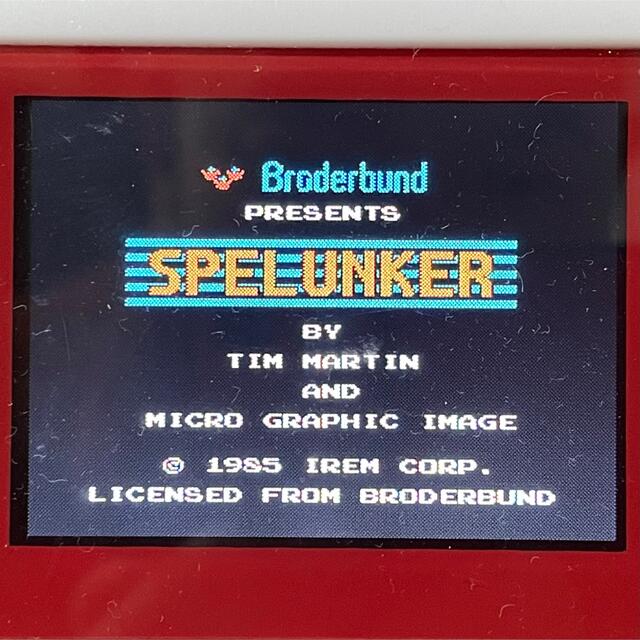 Broderbund
PRESENTS
SPELUNKER
BY
TIM MARTIN
AND
MICRO GRAPHIC IMAGE
© 1985 IREM CORP.
LICENSED FROM BRODERBUND